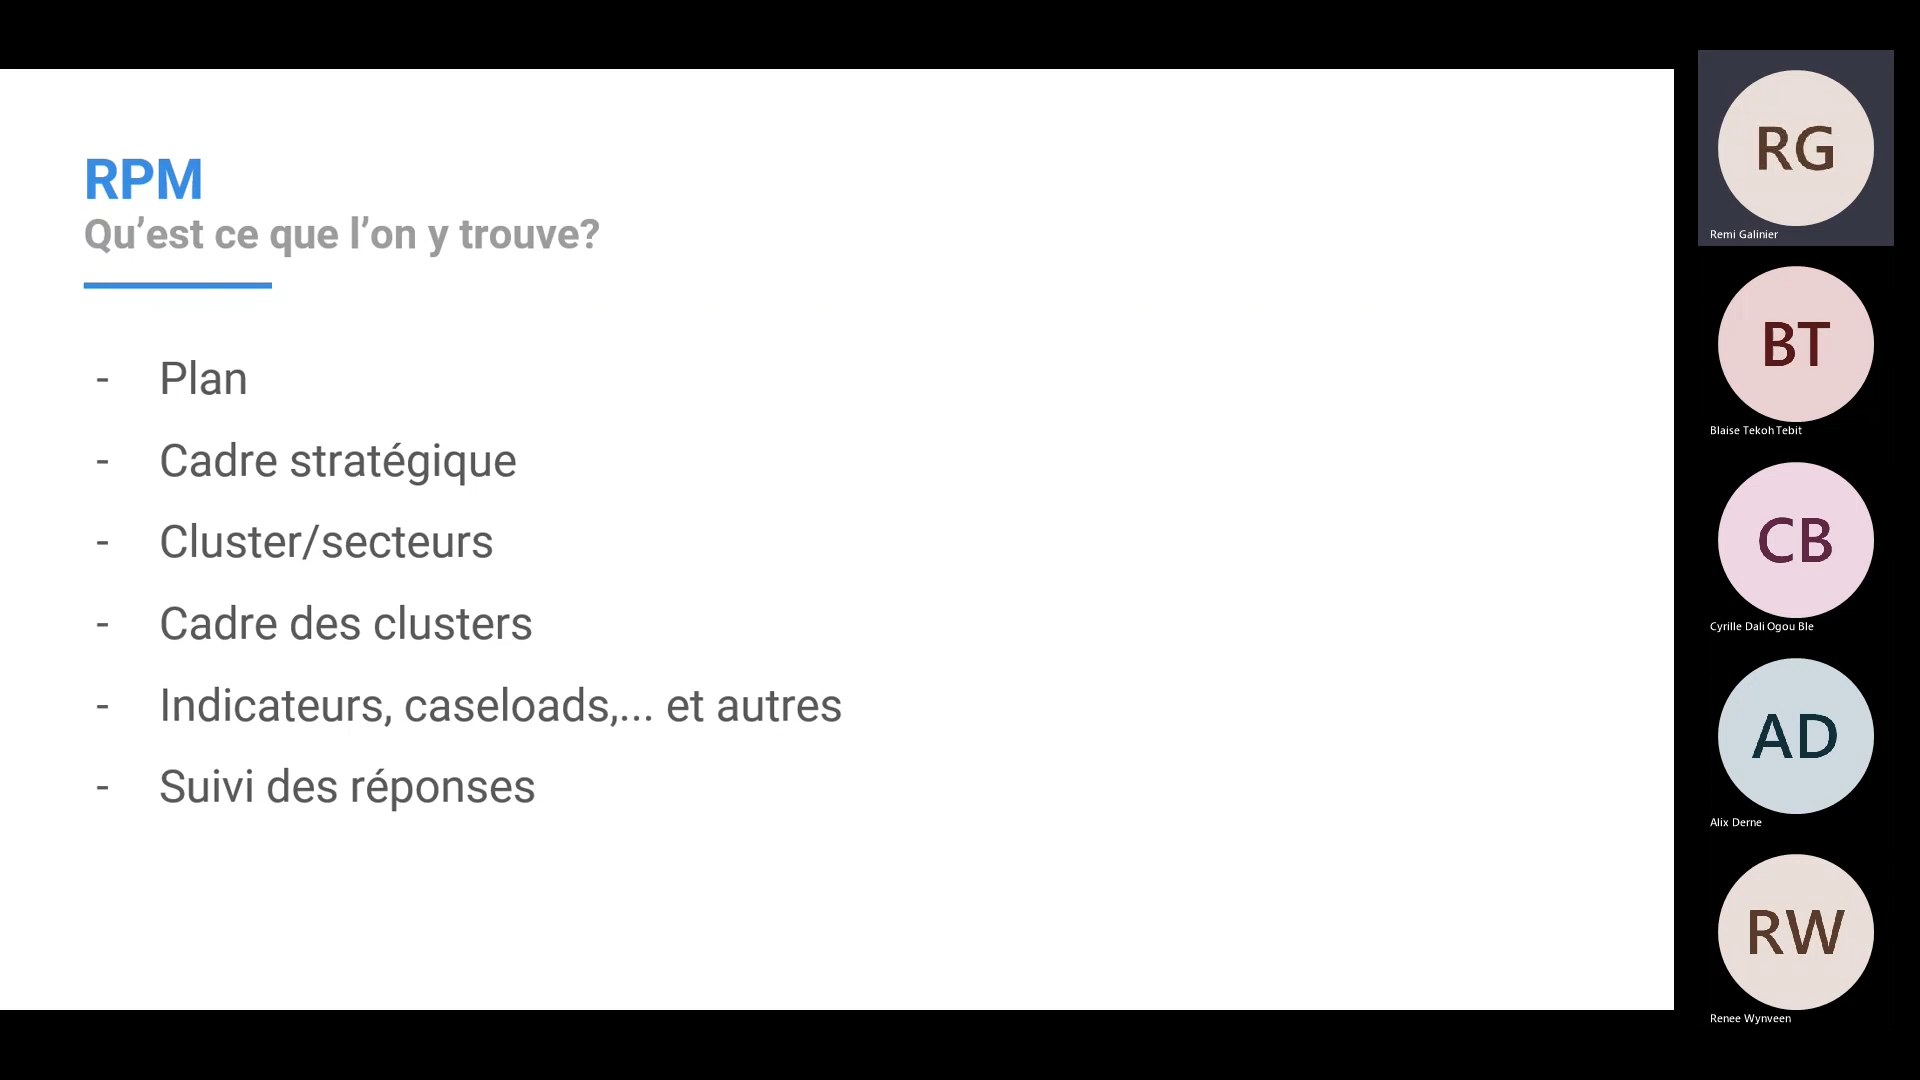 RPM
Qu’est ce que l’on y trouve?
- Plan
- Cadre stratégique
- Cluster/secteurs
- Cadre des clusters
- Indicateurs, caseloads,... et autres
- Suivi des réponses
RG
Remi Galinier
BT
Blaise Tekoh Tebit
CB
Cyrille Dali Ogou Ble
AD
Alix Derne
RW
Renee Wynveen